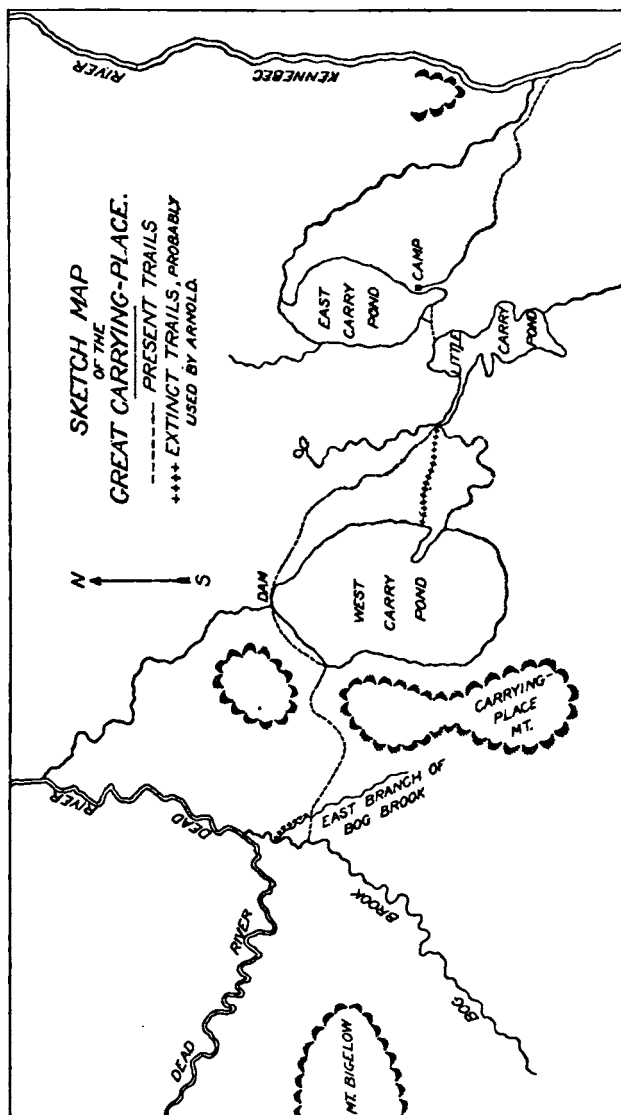 SKETCH MAP
OF THE
GREAT CARRYING-PLACE.
------ PRESENT TRAILS
++++ EXTINCT TRAILS, PROBABLY
USED BY ARNOLD.
N
S
KENNEBEC
RIVER
EAST
CARRY
POND
CAMP
LITTLE
CARRY
POND
DAM
WEST
CARRY
POND
CARRYING-
PLACE
MT.
EAST BRANCH OF
BOG BROOK
DEAD
RIVER
DEAD
RIVER
BOG
BROOK
MT. BIGELOW